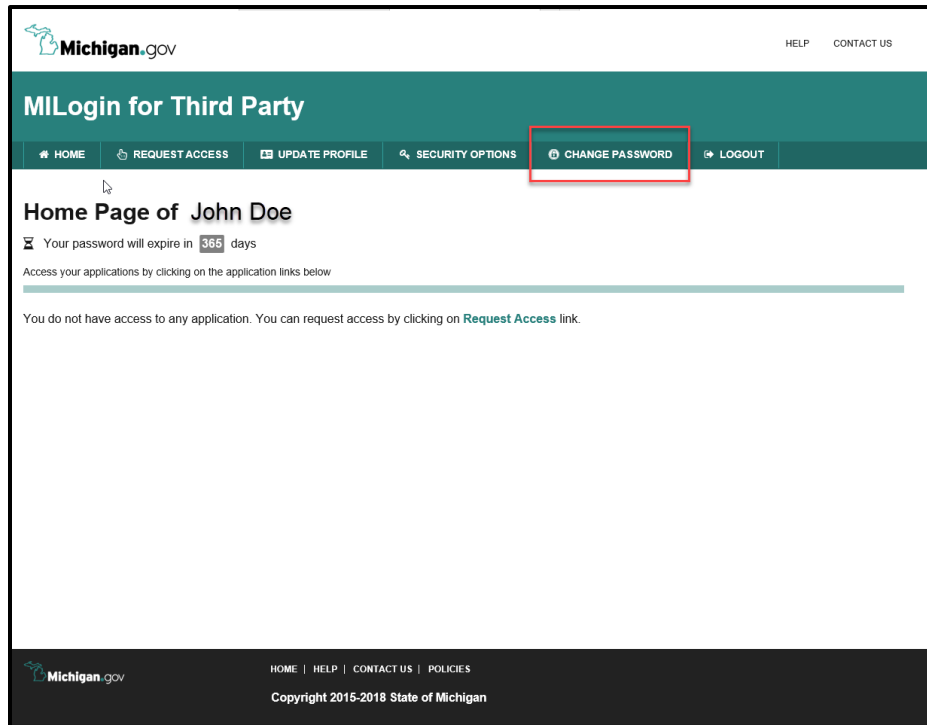 Michigan.gov
HELP CONTACT US
MILogin for Third Party
HOME REQUEST ACCESS UPDATE PROFILE SECURITY OPTIONS CHANGE PASSWORD LOGOUT
Home Page of John Doe
Your password will expire in 365 days
Access your applications by clicking on the application links below
You do not have access to any application. You can request access by clicking on Request Access link.
Michigan.gov
HOME | HELP | CONTACT US | POLICIES
Copyright 2015-2018 State of Michigan